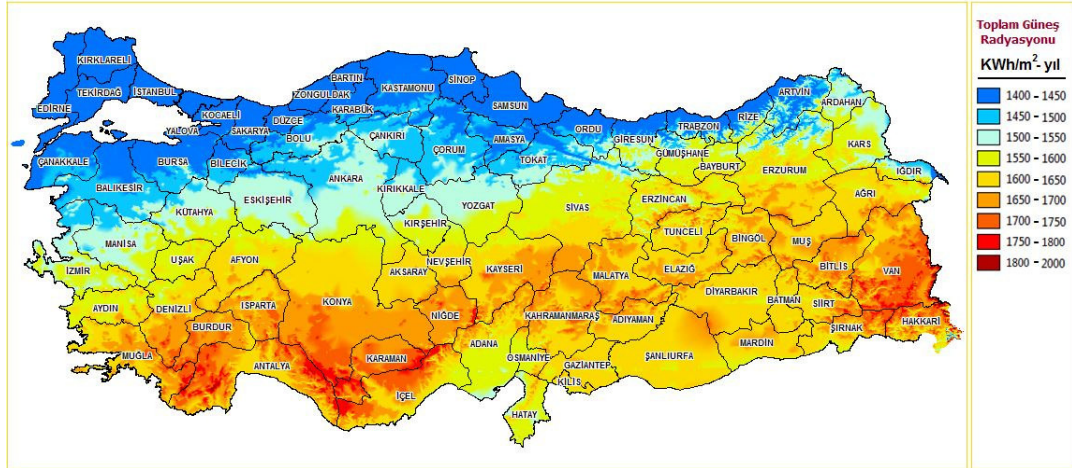 Toplam Güneş
Radyasyonu
KWh/m²- yıl
1400 - 1450
1450 - 1500
1500 - 1550
1550 - 1600
1600 - 1650
1650 - 1700
1700 - 1750
1750 - 1800
1800 - 2000
KIRKLARELİ
TEKİRDAĞ
İSTANBUL
EDİRNE
KOCAELİ
YALOVA
SAKARYA
DÜZCE
ZONGULDAK
BARTIN
KARABÜK
KASTAMONU
SİNOP
SAMSUN
BOLU
ÇANKIRI
ÇORUM
AMASYA
TOKAT
ORDU
GİRESUN
TRABZON
RİZE
ARTVİN
ARDAHAN
KARS
GÜMÜŞHANE
BAYBURT
ERZURUM
IĞDIR
AĞRI
ÇANAKKALE
BALIKESİR
BURSA
BİLECİK
ESKİŞEHİR
ANKARA
KIRIKKALE
YOZGAT
SİVAS
ERZİNCAN
KÜTAHYA
MANİSA
UŞAK
AFYON
KIRŞEHİR
NEVŞEHİR
AKSARAY
KAYSERİ
MALATYA
TUNCELİ
ELAZIĞ
BİNGÖL
MUŞ
BİTLİS
VAN
İZMİR
AYDIN
DENİZLİ
ISPARTA
BURDUR
KONYA
NİĞDE
KAHRAMANMARAŞ
ADIYAMAN
DİYARBAKIR
BATMAN
SİİRT
ŞIRNAK
HAKKARİ
MUĞLA
ANTALYA
KARAMAN
İÇEL
ADANA
OSMANİYE
GAZİANTEP
KİLİS
HATAY
ŞANLIURFA
MARDİN